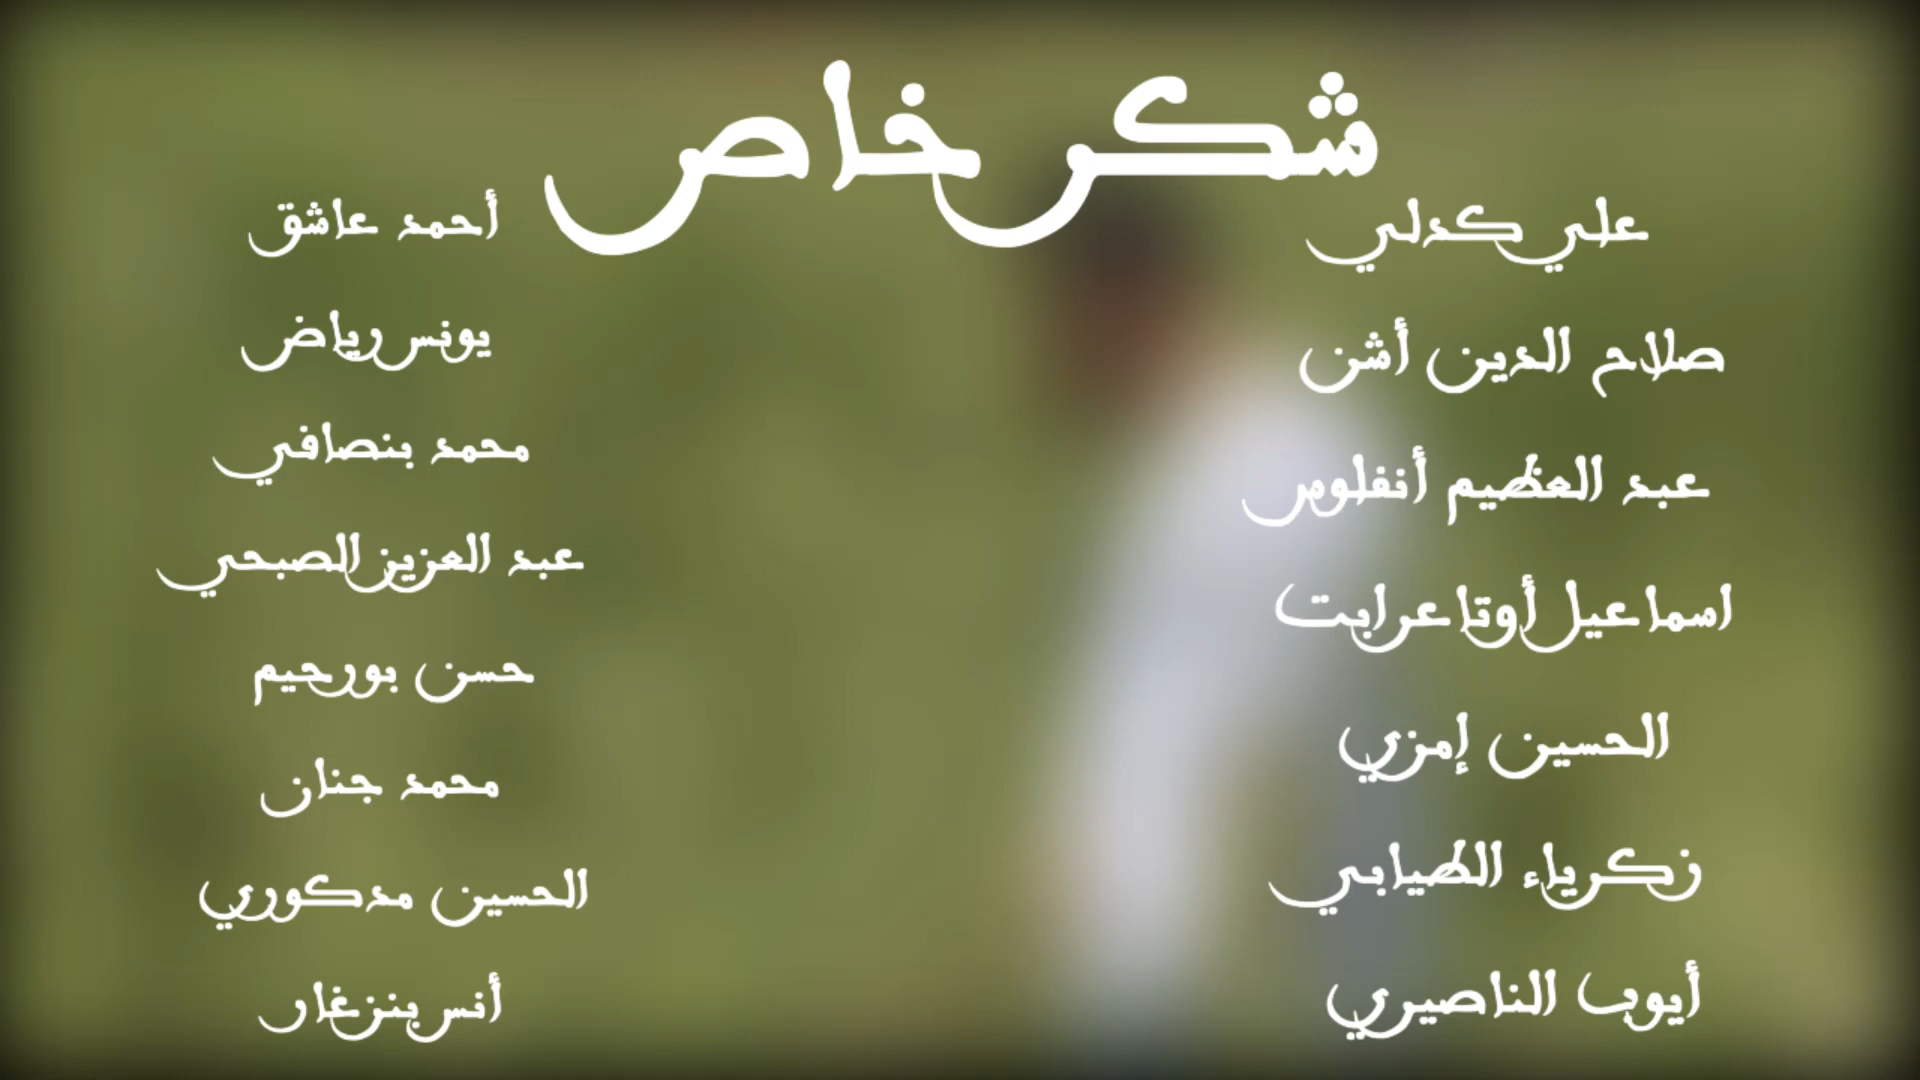 شكر خاص
علي كدلي
صلاح الدين أشن
عبد العظيم أنفلوس
اسماعيل أوتاعرابت
الحسين إمزي
زكرياء الطيابي
أيوب الناصيري
أحمد عاشق
يونس رياض
محمد بنصافي
عبد العزيز الصبحي
حسن بورحيم
محمد جنان
الحسين مدكوري
أنس بنزغار